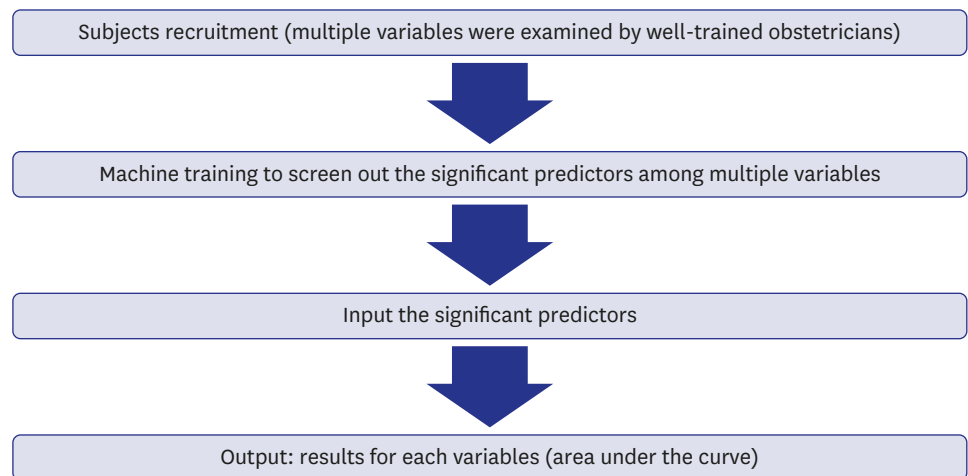 Subjects recruitment (multiple variables were examined by well-trained obstetricians)
Machine training to screen out the significant predictors among multiple variables
Input the significant predictors
Output: results for each variables (area under the curve)